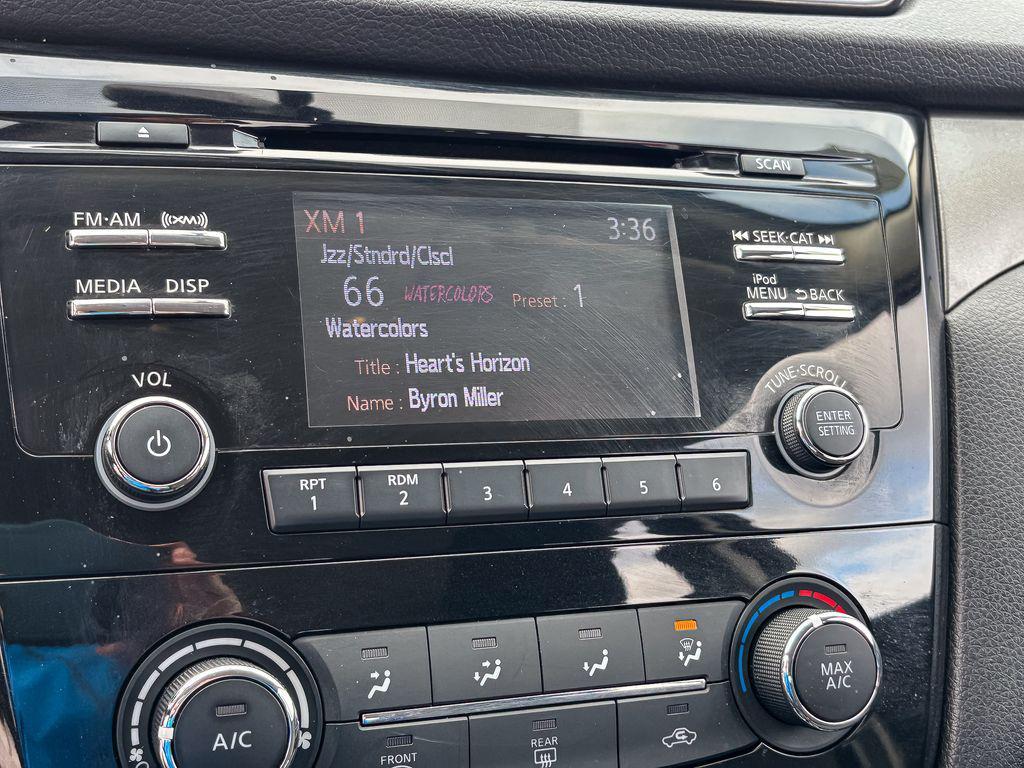 SCAN
FM·AM
((XM))
MEDIA
DISP
VOL
XM 1
3:36
Jzz/Stndrd/Clscl
66 WATERCOLORS Preset : 1
Watercolors
Title : Heart's Horizon
Name : Byron Miller
SEEK·CAT
iPod
MENU
BACK
TUNE·SCROLL
ENTER
SETTING
RPT
1
RDM
2
3
4
5
6
A/C
FRONT
REAR
MAX
A/C